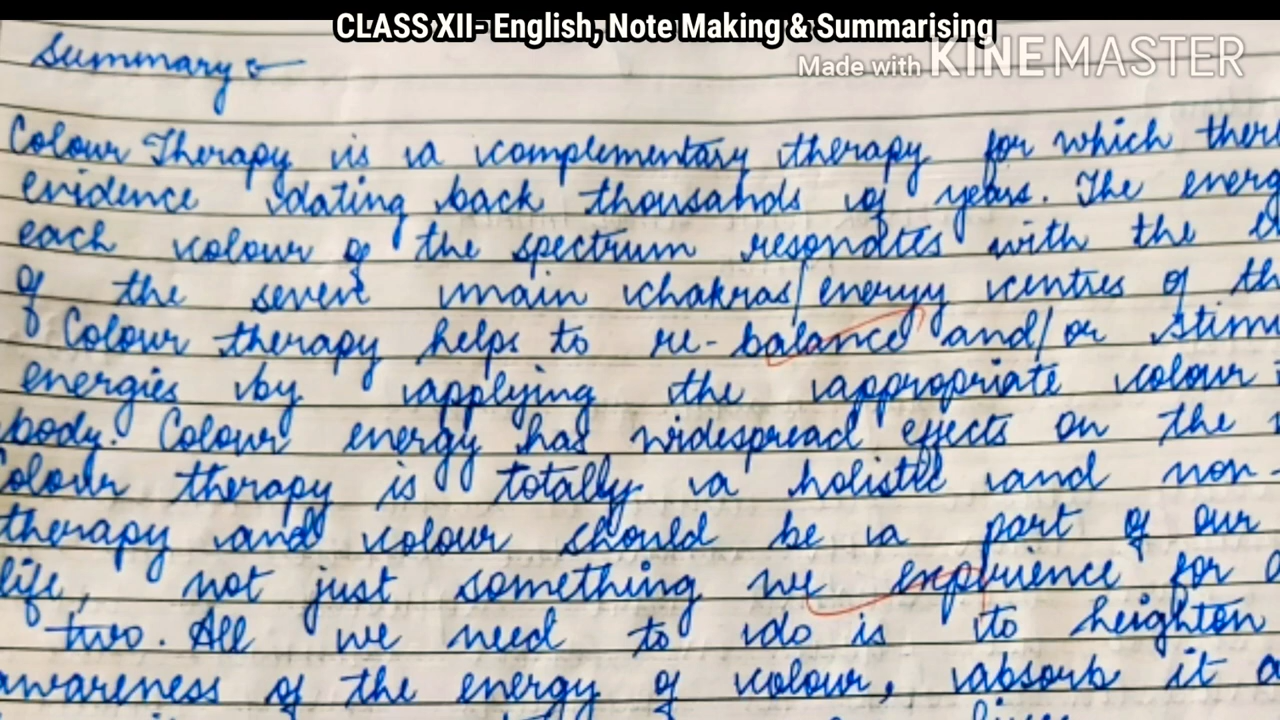 CLASS XII- English, Note Making & Summarising
Made with KINEMASTER
Summary :-
Colour Therapy is a complementary therapy for which ther
evidence dating back thousands of years. The energ
each colour of the spectrum resonates with the e
of the seven main chakras/energy centres of th
Colour therapy helps to re-balance and/or stim
energies by applying the appropriate colour
body. Colour energy has widespread effects on the
Colour therapy is totally a holistic and non-
therapy and colour should be a part of our
life, not just something we experience for a
two. All we need to do is to heighton
awareness of the energy of colour, absorb it a